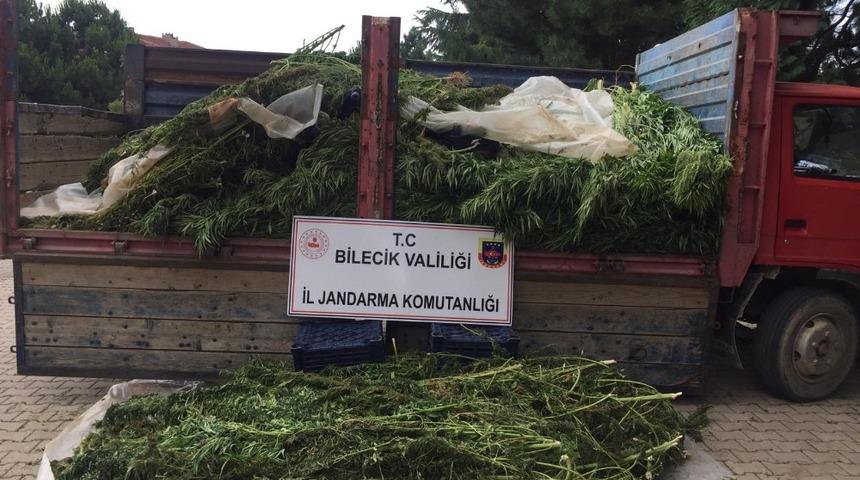 T.C
BİLECİK VALİLİĞİ
İL JANDARMA KOMUTANLIĞI